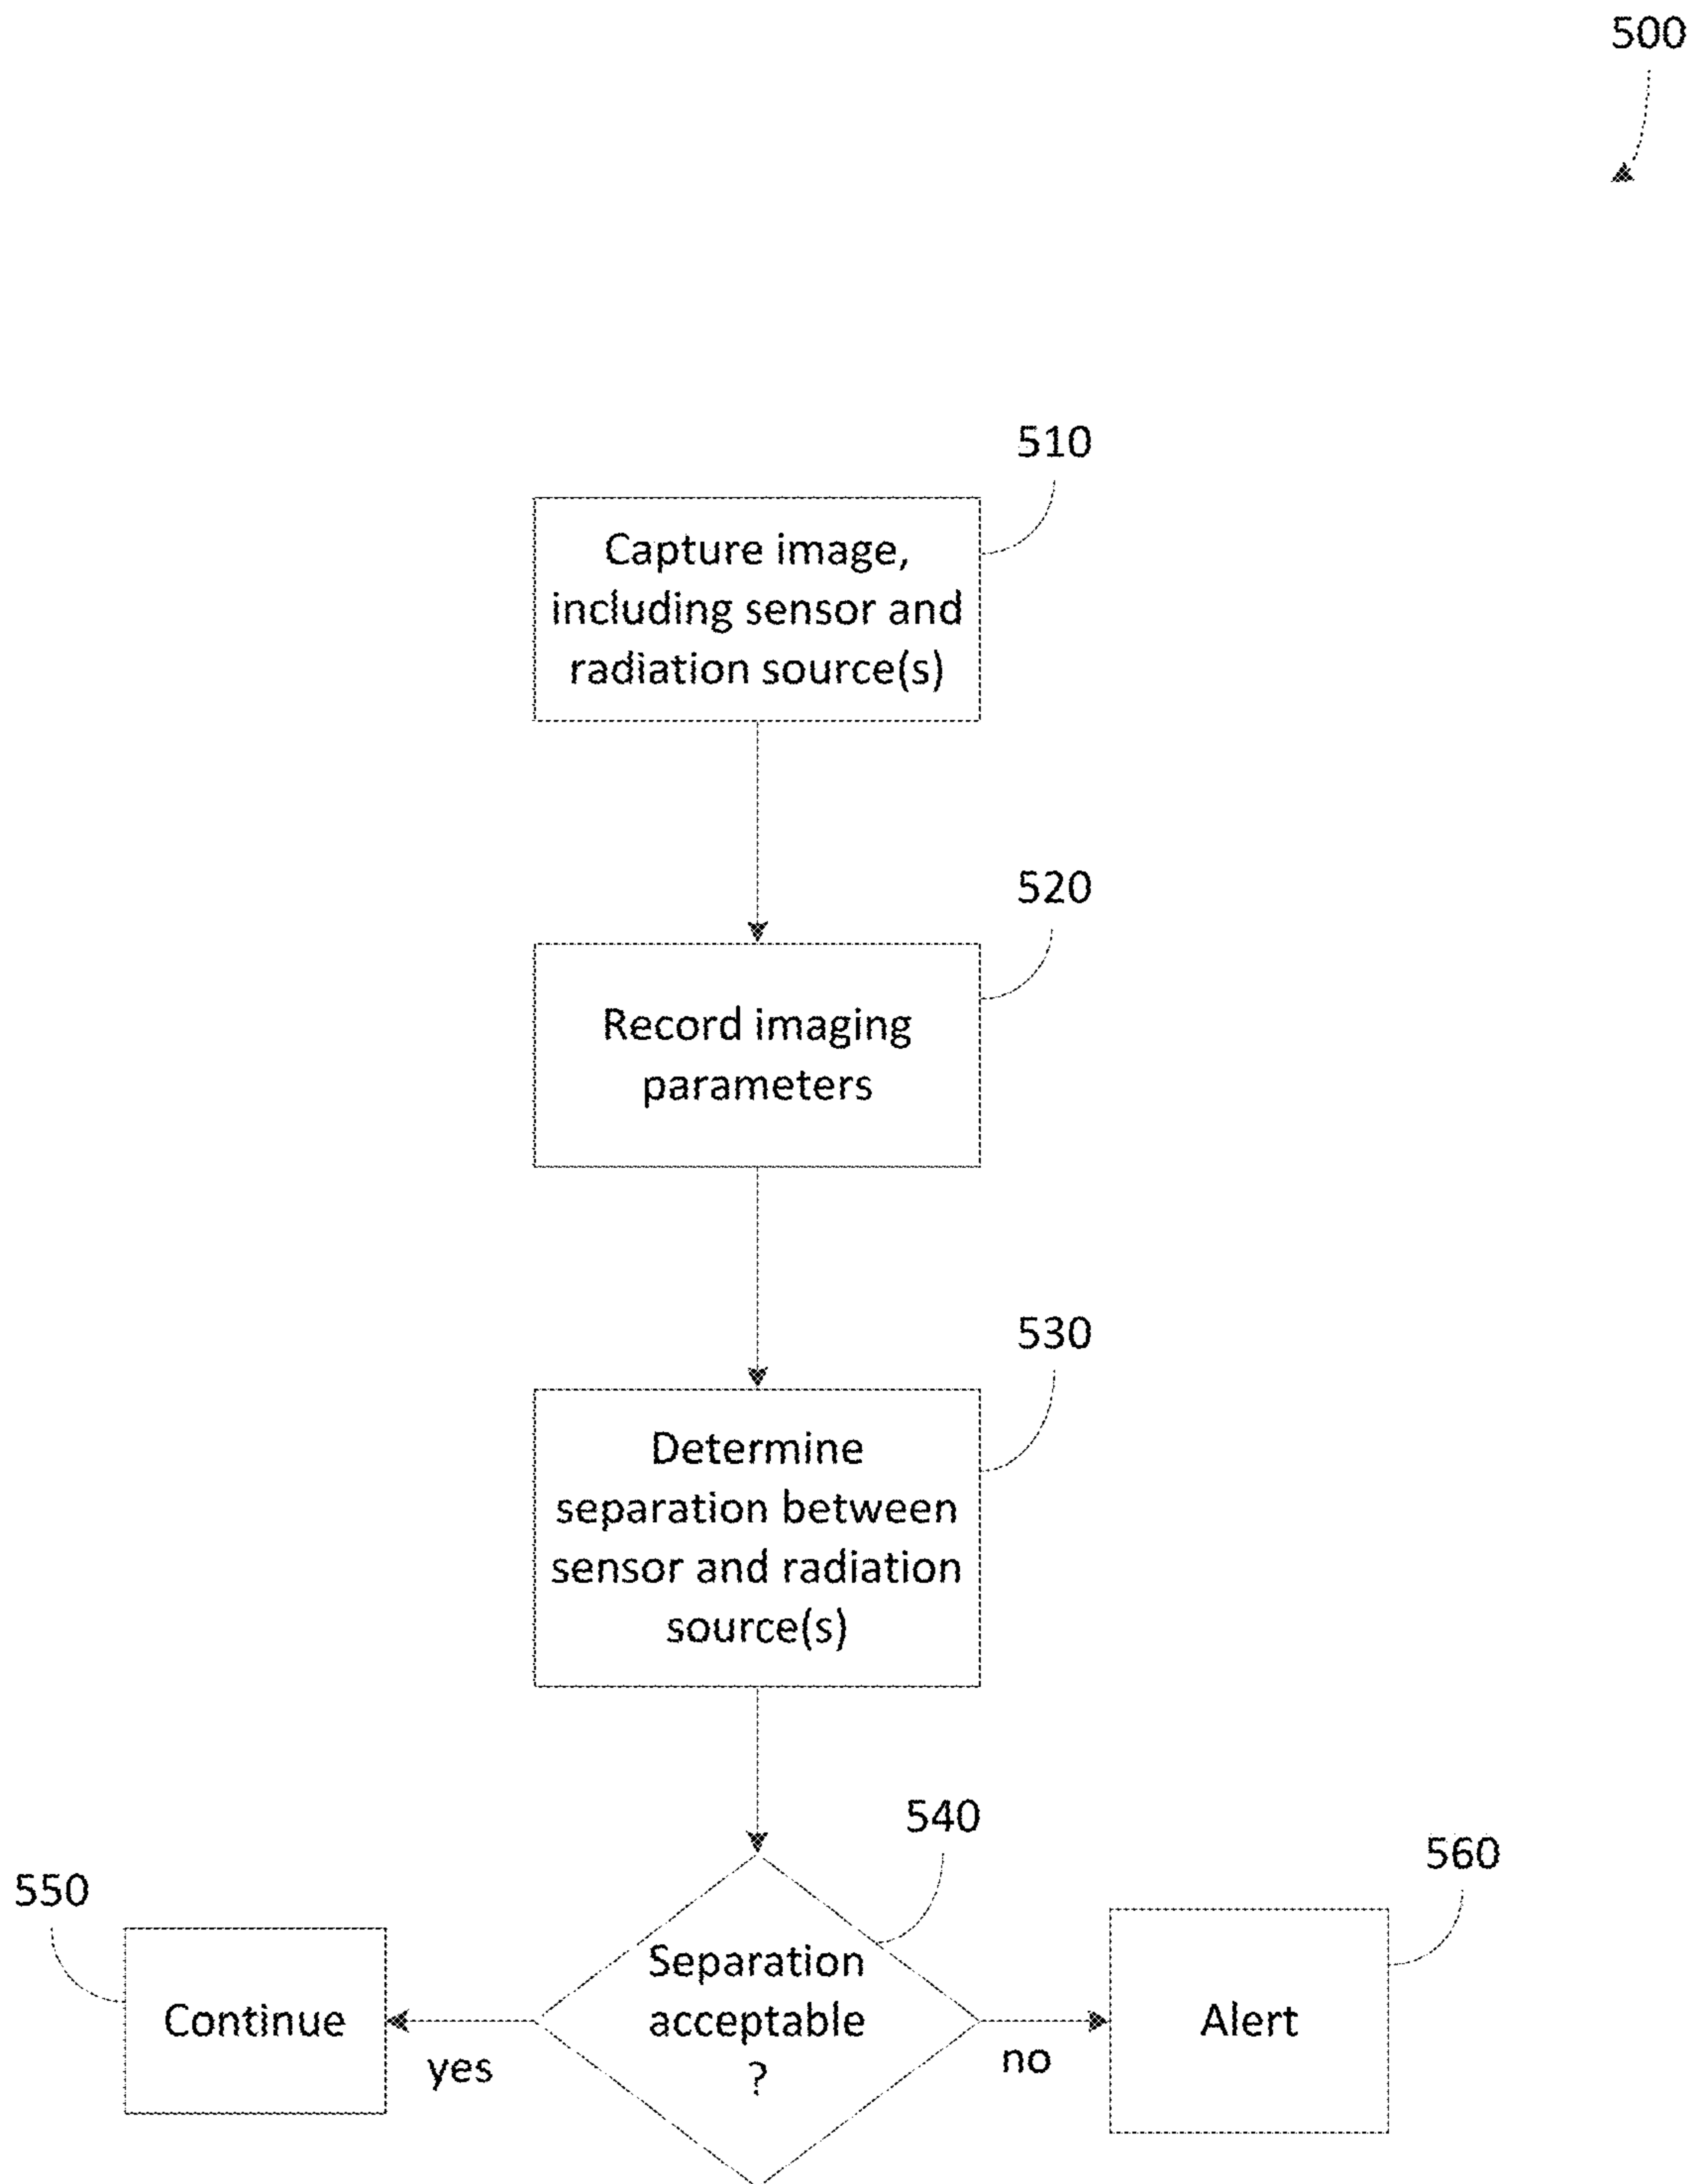 500
510
Capture image,
including sensor and
radiation source(s)
520
Record imaging
parameters
530
Determine
separation between
sensor and radiation
source(s)
540
560
550
Separation
acceptable
?
Continue
Alert
yes
no